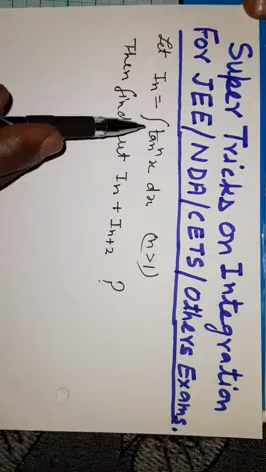 Super Tricks on Integration
For JEE/NDA/CETS/Others Exams.
Let In = ∫tanⁿx dx (n>1)
Then find out In + In+2 ?